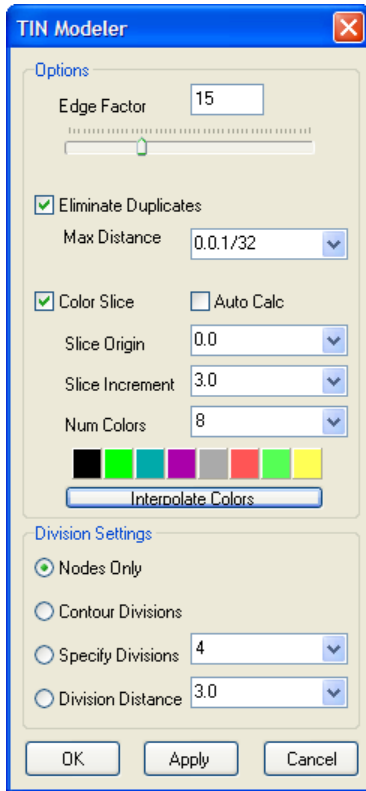 TIN Modeler
Options
Edge Factor 15
Eliminate Duplicates
Max Distance 0.0.1/32
Color Slice Auto Calc
Slice Origin 0.0
Slice Increment 3.0
Num Colors 8
Interpolate Colors
Division Settings
Nodes Only
Contour Divisions
Specify Divisions 4
Division Distance 3.0
OK Apply Cancel